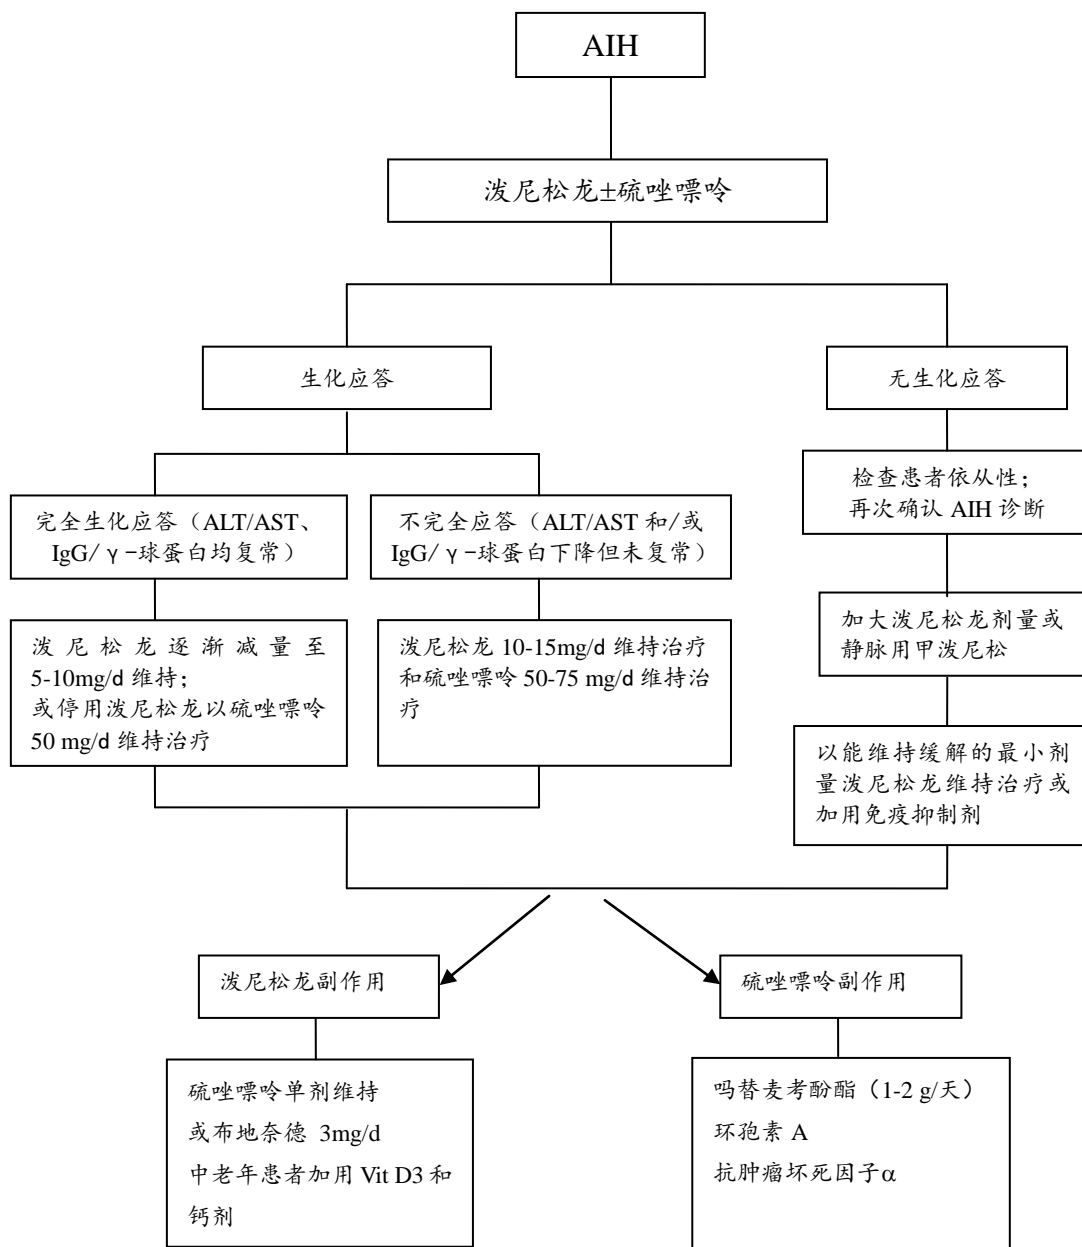 AIH
泼尼松龙±硫唑嘌呤
生化应答
无生化应答
完全生化应答（ALT/AST、
IgG/ γ-球蛋白均复常）
不完全应答（ALT/AST 和/或
IgG/ γ-球蛋白下降但未复常）
检查患者依从性；
再次确认 AIH 诊断
泼尼松龙逐渐减量至
5-10mg/d 维持；
或停用泼尼松龙以硫唑嘌呤
50 mg/d 维持治疗
泼尼松龙 10-15mg/d 维持治疗
和硫唑嘌呤 50-75 mg/d 维持治
疗
加大泼尼松龙剂量或
静脉用甲泼尼松
以能维持缓解的最小剂
量泼尼松龙维持治疗或
加用免疫抑制剂
泼尼松龙副作用
硫唑嘌呤副作用
硫唑嘌呤单剂维持
或布地奈德 3mg/d
中老年患者加用 Vit D3 和
钙剂
吗替麦考酚酯（1-2 g/天）
环孢素 A
抗肿瘤坏死因子α